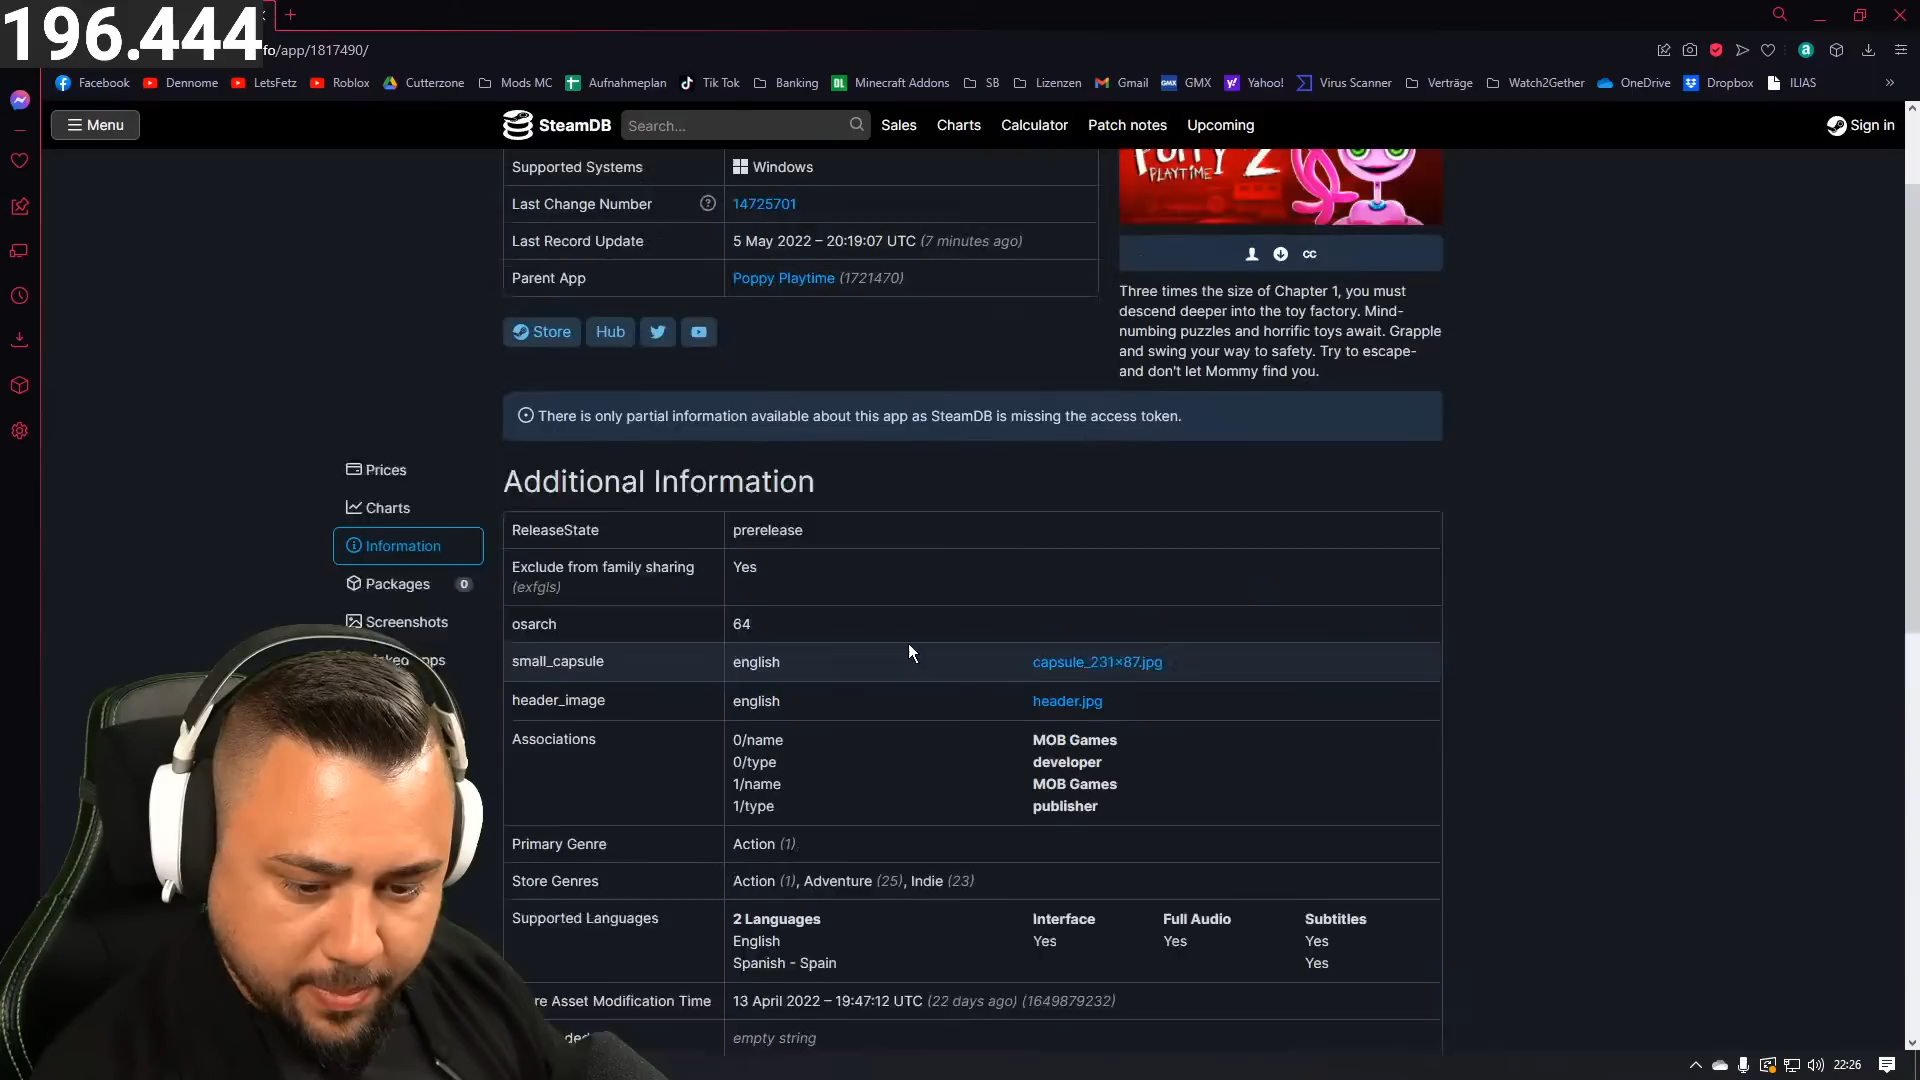 196.444
fo/app/1817490/
Facebook Dennome LetsFetz Roblox Cutterzone Mods MC Aufnahmeplan Tik Tok Banking Minecraft Addons SB Lizenzen Gmail GMX Yahoo! Virus Scanner Verträge Watch2Gether OneDrive Dropbox ILIAS »
Menu SteamDB Search... Sales Charts Calculator Patch notes Upcoming Sign in
Supported Systems Windows
PLAYTIME 2
Last Change Number 14725701
Last Record Update 5 May 2022 – 20:19:07 UTC (7 minutes ago)
CC
Parent App Poppy Playtime (1721470)
Three times the size of Chapter 1, you must
descend deeper into the toy factory. Mind-
numbing puzzles and horrific toys await. Grapple
and swing your way to safety. Try to escape-
and don't let Mommy find you.
Store Hub
There is only partial information available about this app as SteamDB is missing the access token.
Prices
Charts
Information
Packages 0
Screenshots
Additional Information
ReleaseState prerelease
Exclude from family sharing Yes
(exfgls)
osarch 64
small_capsule english capsule_231×87.jpg
header_image english header.jpg
Associations 0/name MOB Games
0/type developer
1/name MOB Games
1/type publisher
Primary Genre Action (1)
Store Genres Action (1), Adventure (25), Indie (23)
Supported Languages 2 Languages Interface Full Audio Subtitles
English Yes Yes Yes
Spanish - Spain Yes
re Asset Modification Time 13 April 2022 – 19:47:12 UTC (22 days ago) (1649879232)
empty string
22:26